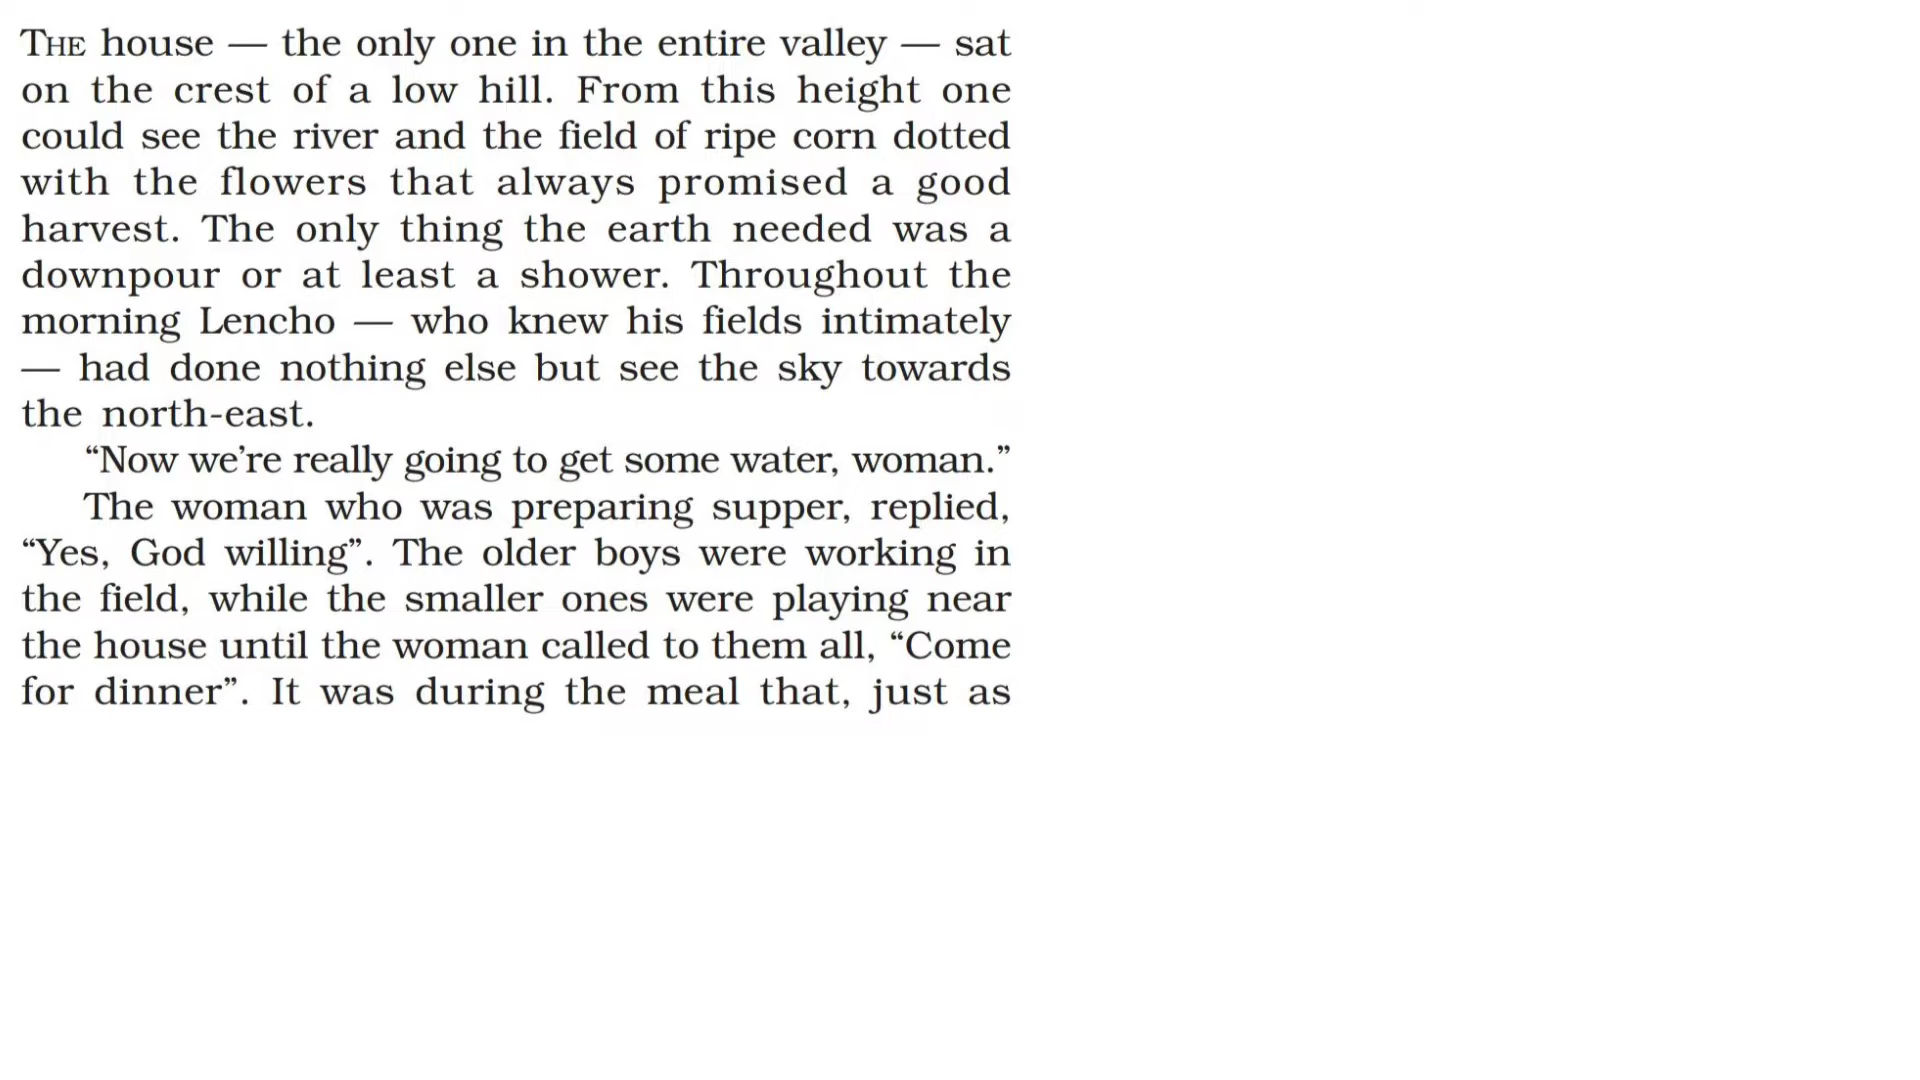 THE house — the only one in the entire valley — sat
on the crest of a low hill. From this height one
could see the river and the field of ripe corn dotted
with the flowers that always promised a good
harvest. The only thing the earth needed was a
downpour or at least a shower. Throughout the
morning Lencho — who knew his fields intimately
— had done nothing else but see the sky towards
the north-east.
“Now we’re really going to get some water, woman.”
The woman who was preparing supper, replied,
“Yes, God willing”. The older boys were working in
the field, while the smaller ones were playing near
the house until the woman called to them all, “Come
for dinner”. It was during the meal that, just as